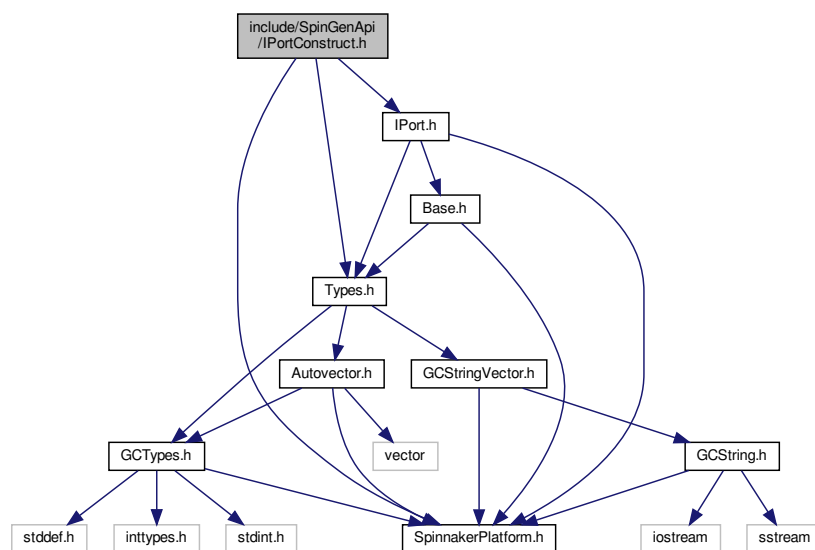 include/SpinGenApi
/IPortConstruct.h
IPort.h
Base.h
Types.h
Autovector.h
GCStringVector.h
GCTypes.h
vector
GCString.h
stddef.h
inttypes.h
stdint.h
SpinnakerPlatform.h
iostream
sstream